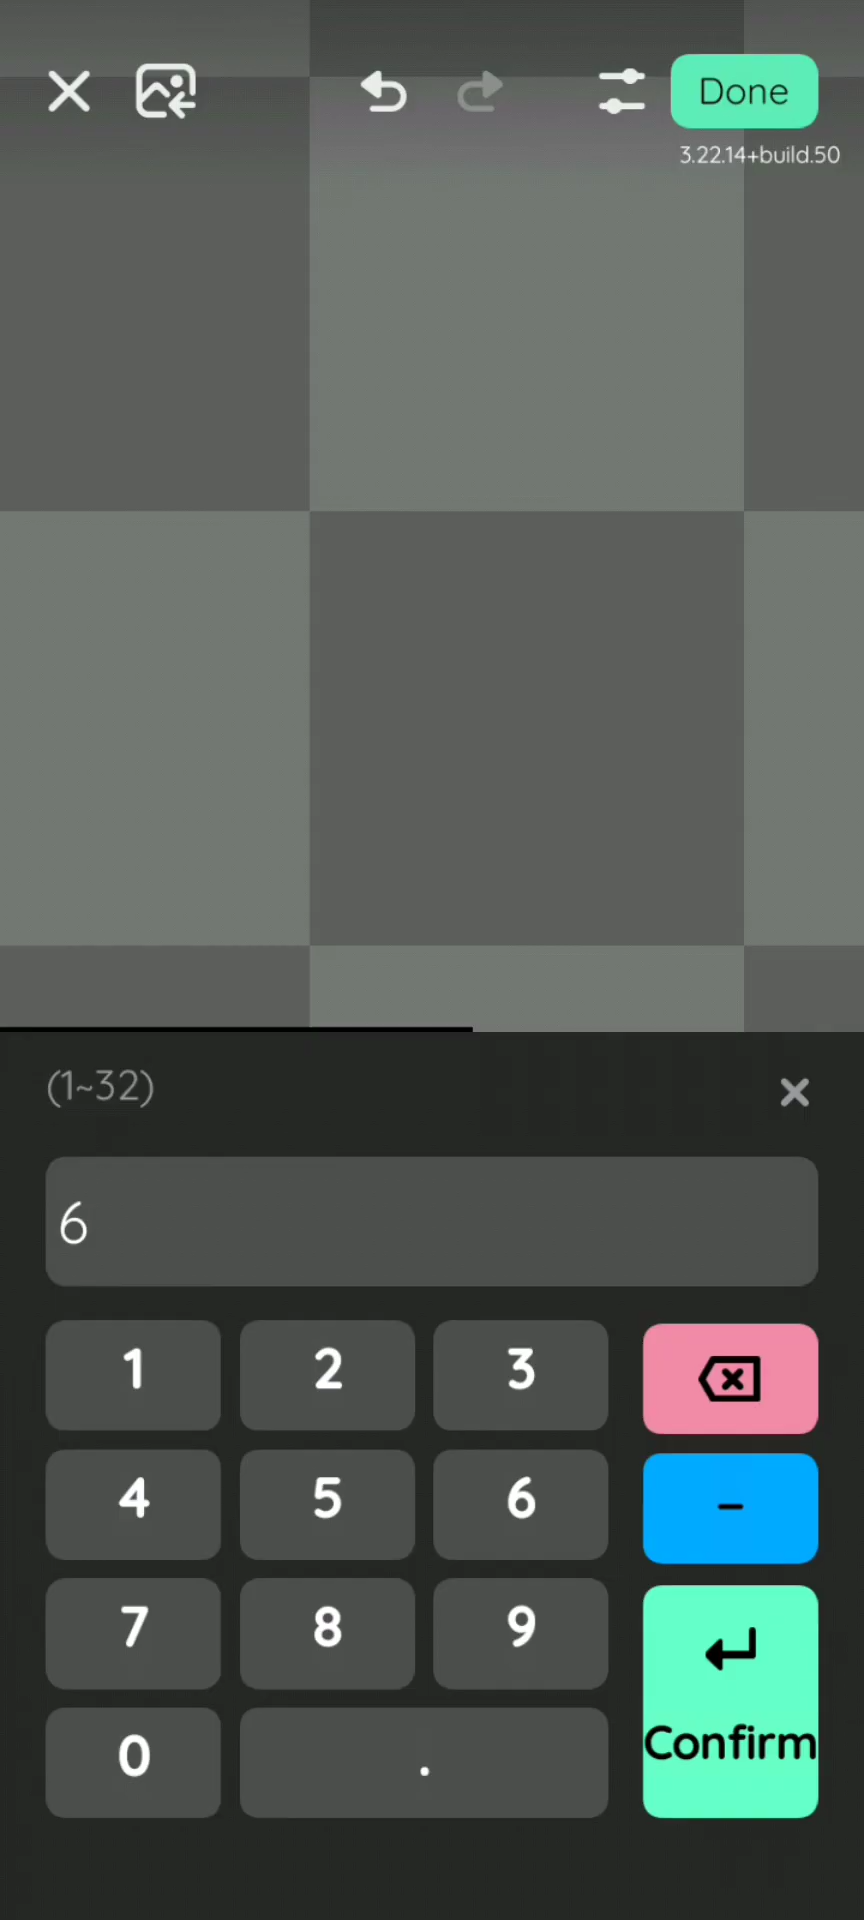 Done
3.22.14+build.50
(1~32)
6
1 2 3
4 5 6 -
7 8 9
0 . Confirm